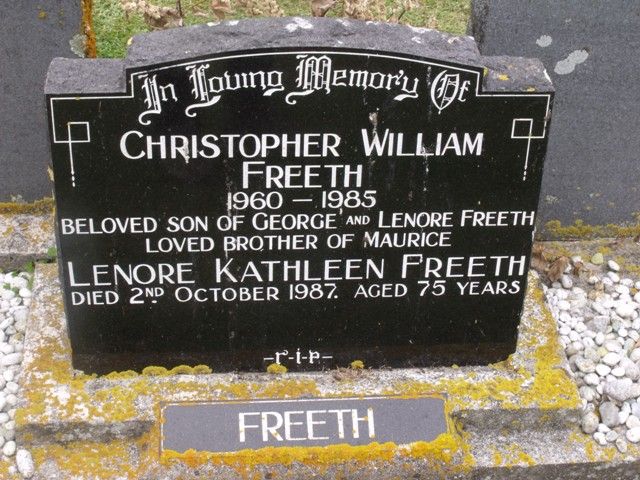 In Loving Memory Of
CHRISTOPHER WILLIAM
FREETH
1960 – 1985
BELOVED SON OF GEORGE AND LENORE FREETH
LOVED BROTHER OF MAURICE
LENORE KATHLEEN FREETH
DIED 2ND OCTOBER 1987. AGED 75 YEARS
-r-i-p-
FREETH